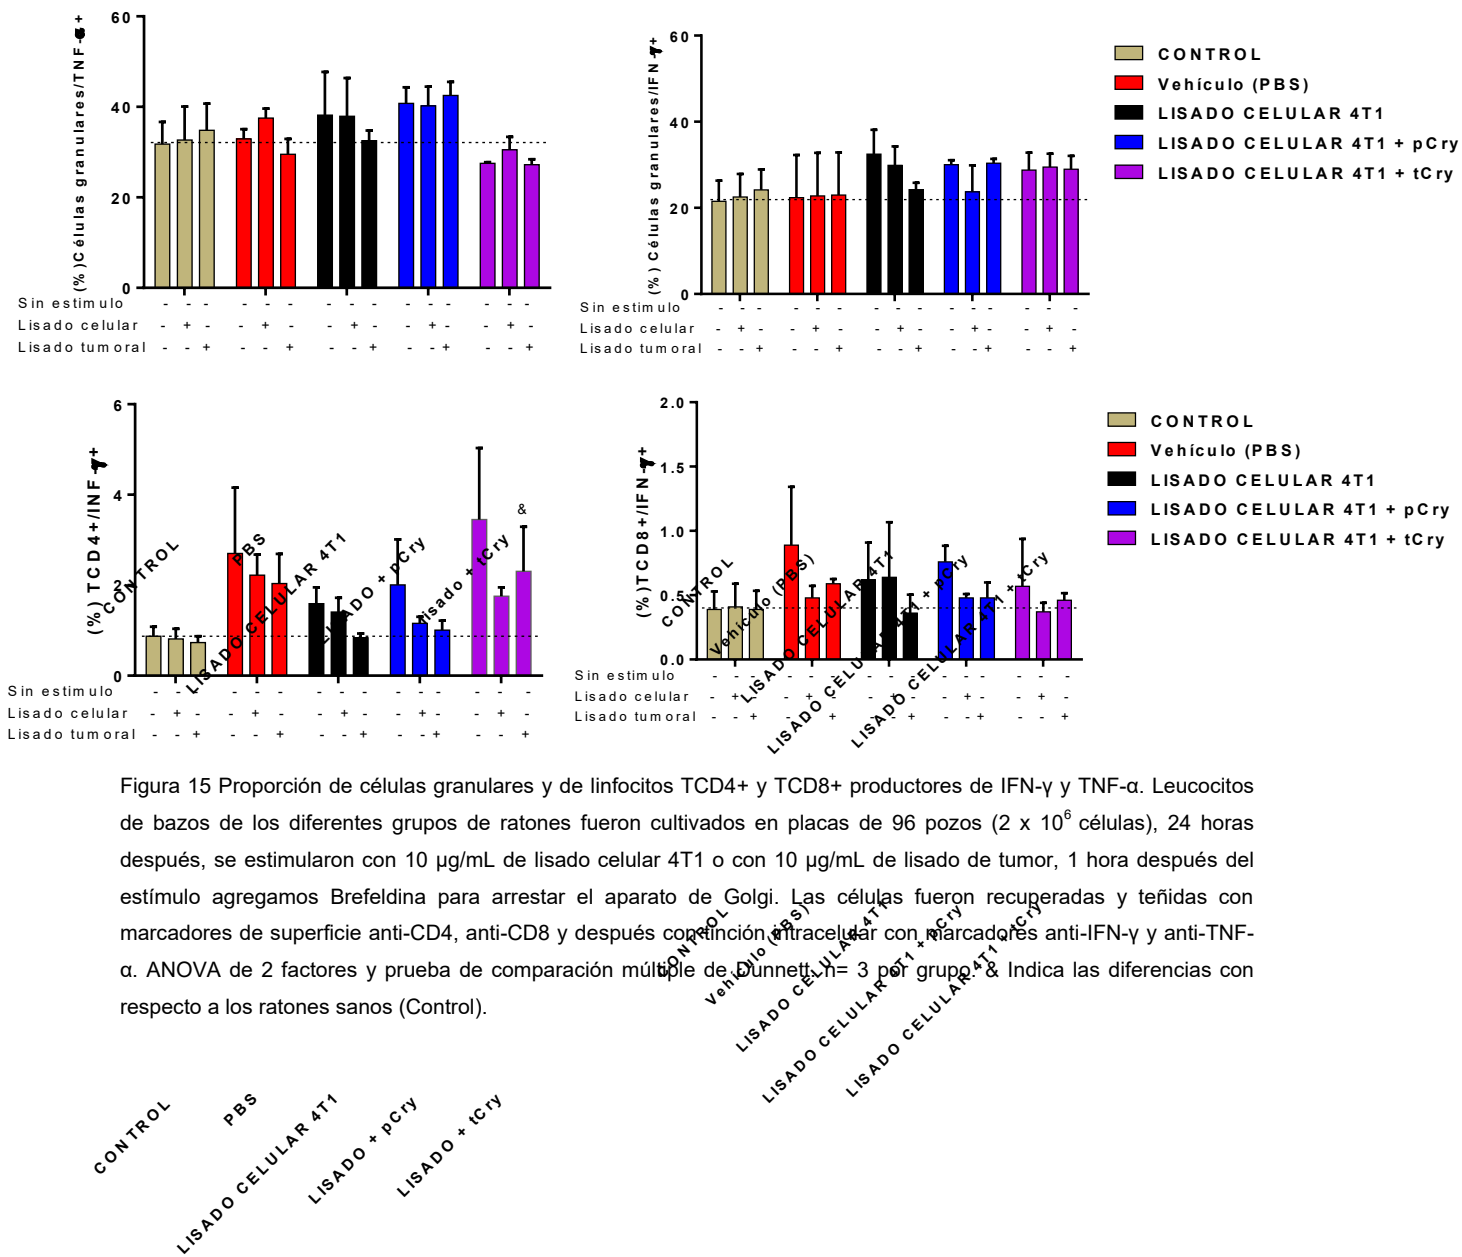 (%)Células granulares/TNF-α+
60
40
20
0
Sin estimulo - - - - - - - - - - - - - - -
Lisado celular - + - - + - - + - - + - - + -
Lisado tumoral - - + - - + - - + - - + - - +
(%) Células granulares/IFN-γ+
60
40
20
0
Sin estimulo - - - - - - - - - - - - - - -
Lisado celular - + - - + - - + - - + - - + -
Lisado tumoral - - + - - + - - + - - + - - +
CONTROL
Vehículo (PBS)
LISADO CELULAR 4T1
LISADO CELULAR 4T1 + pCry
LISADO CELULAR 4T1 + tCry
(%) TCD4+/INF-γ+
6
4
2
0
&
CONTROL
PBS
LISADO CELULAR 4T1
LISADO + pCry
Lisado + tCry
Sin estimulo - - - - - - - - - - - - - - -
Lisado celular - + - - + - - + - - + - - + -
Lisado tumoral - - + - - + - - + - - + - - +
(%)TCD8+/IFN-γ+
2.0
1.5
1.0
0.5
0.0
CONTROL
Vehículo (PBS)
LISADO CELULAR 4T1
LISADO CELULAR 4T1 + pCry
LISADO CELULAR 4T1 + tCry
Sin estimulo - - - - - - - - - - - - - - -
Lisado celular - + - - + - - + - - + - - + -
Lisado tumoral - - + - - + - - + - - + - - +
CONTROL
Vehículo (PBS)
LISADO CELULAR 4T1
LISADO CELULAR 4T1 + pCry
LISADO CELULAR 4T1 + tCry
Figura 15 Proporción de células granulares y de linfocitos TCD4+ y TCD8+ productores de IFN-γ y TNF-α. Leucocitos
de bazos de los diferentes grupos de ratones fueron cultivados en placas de 96 pozos (2 x 10⁶ células), 24 horas
después, se estimularon con 10 µg/mL de lisado celular 4T1 o con 10 µg/mL de lisado de tumor, 1 hora después del
estímulo agregamos Brefeldina para arrestar el aparato de Golgi. Las células fueron recuperadas y teñidas con
marcadores de superficie anti-CD4, anti-CD8 y después con tinción intracelular con marcadores anti-IFN-γ y anti-TNF-
α. ANOVA de 2 factores y prueba de comparación múltiple de Dunnett. n= 3 por grupo. & Indica las diferencias con
respecto a los ratones sanos (Control).
CONTROL
Vehículo (PBS)
LISADO CELULAR 4T1
LISADO CELULAR 4T1 + pCry
LISADO CELULAR 4T1 + tCry
CONTROL
PBS
LISADO CELULAR 4T1
LISADO + pCry
LISADO + tCry